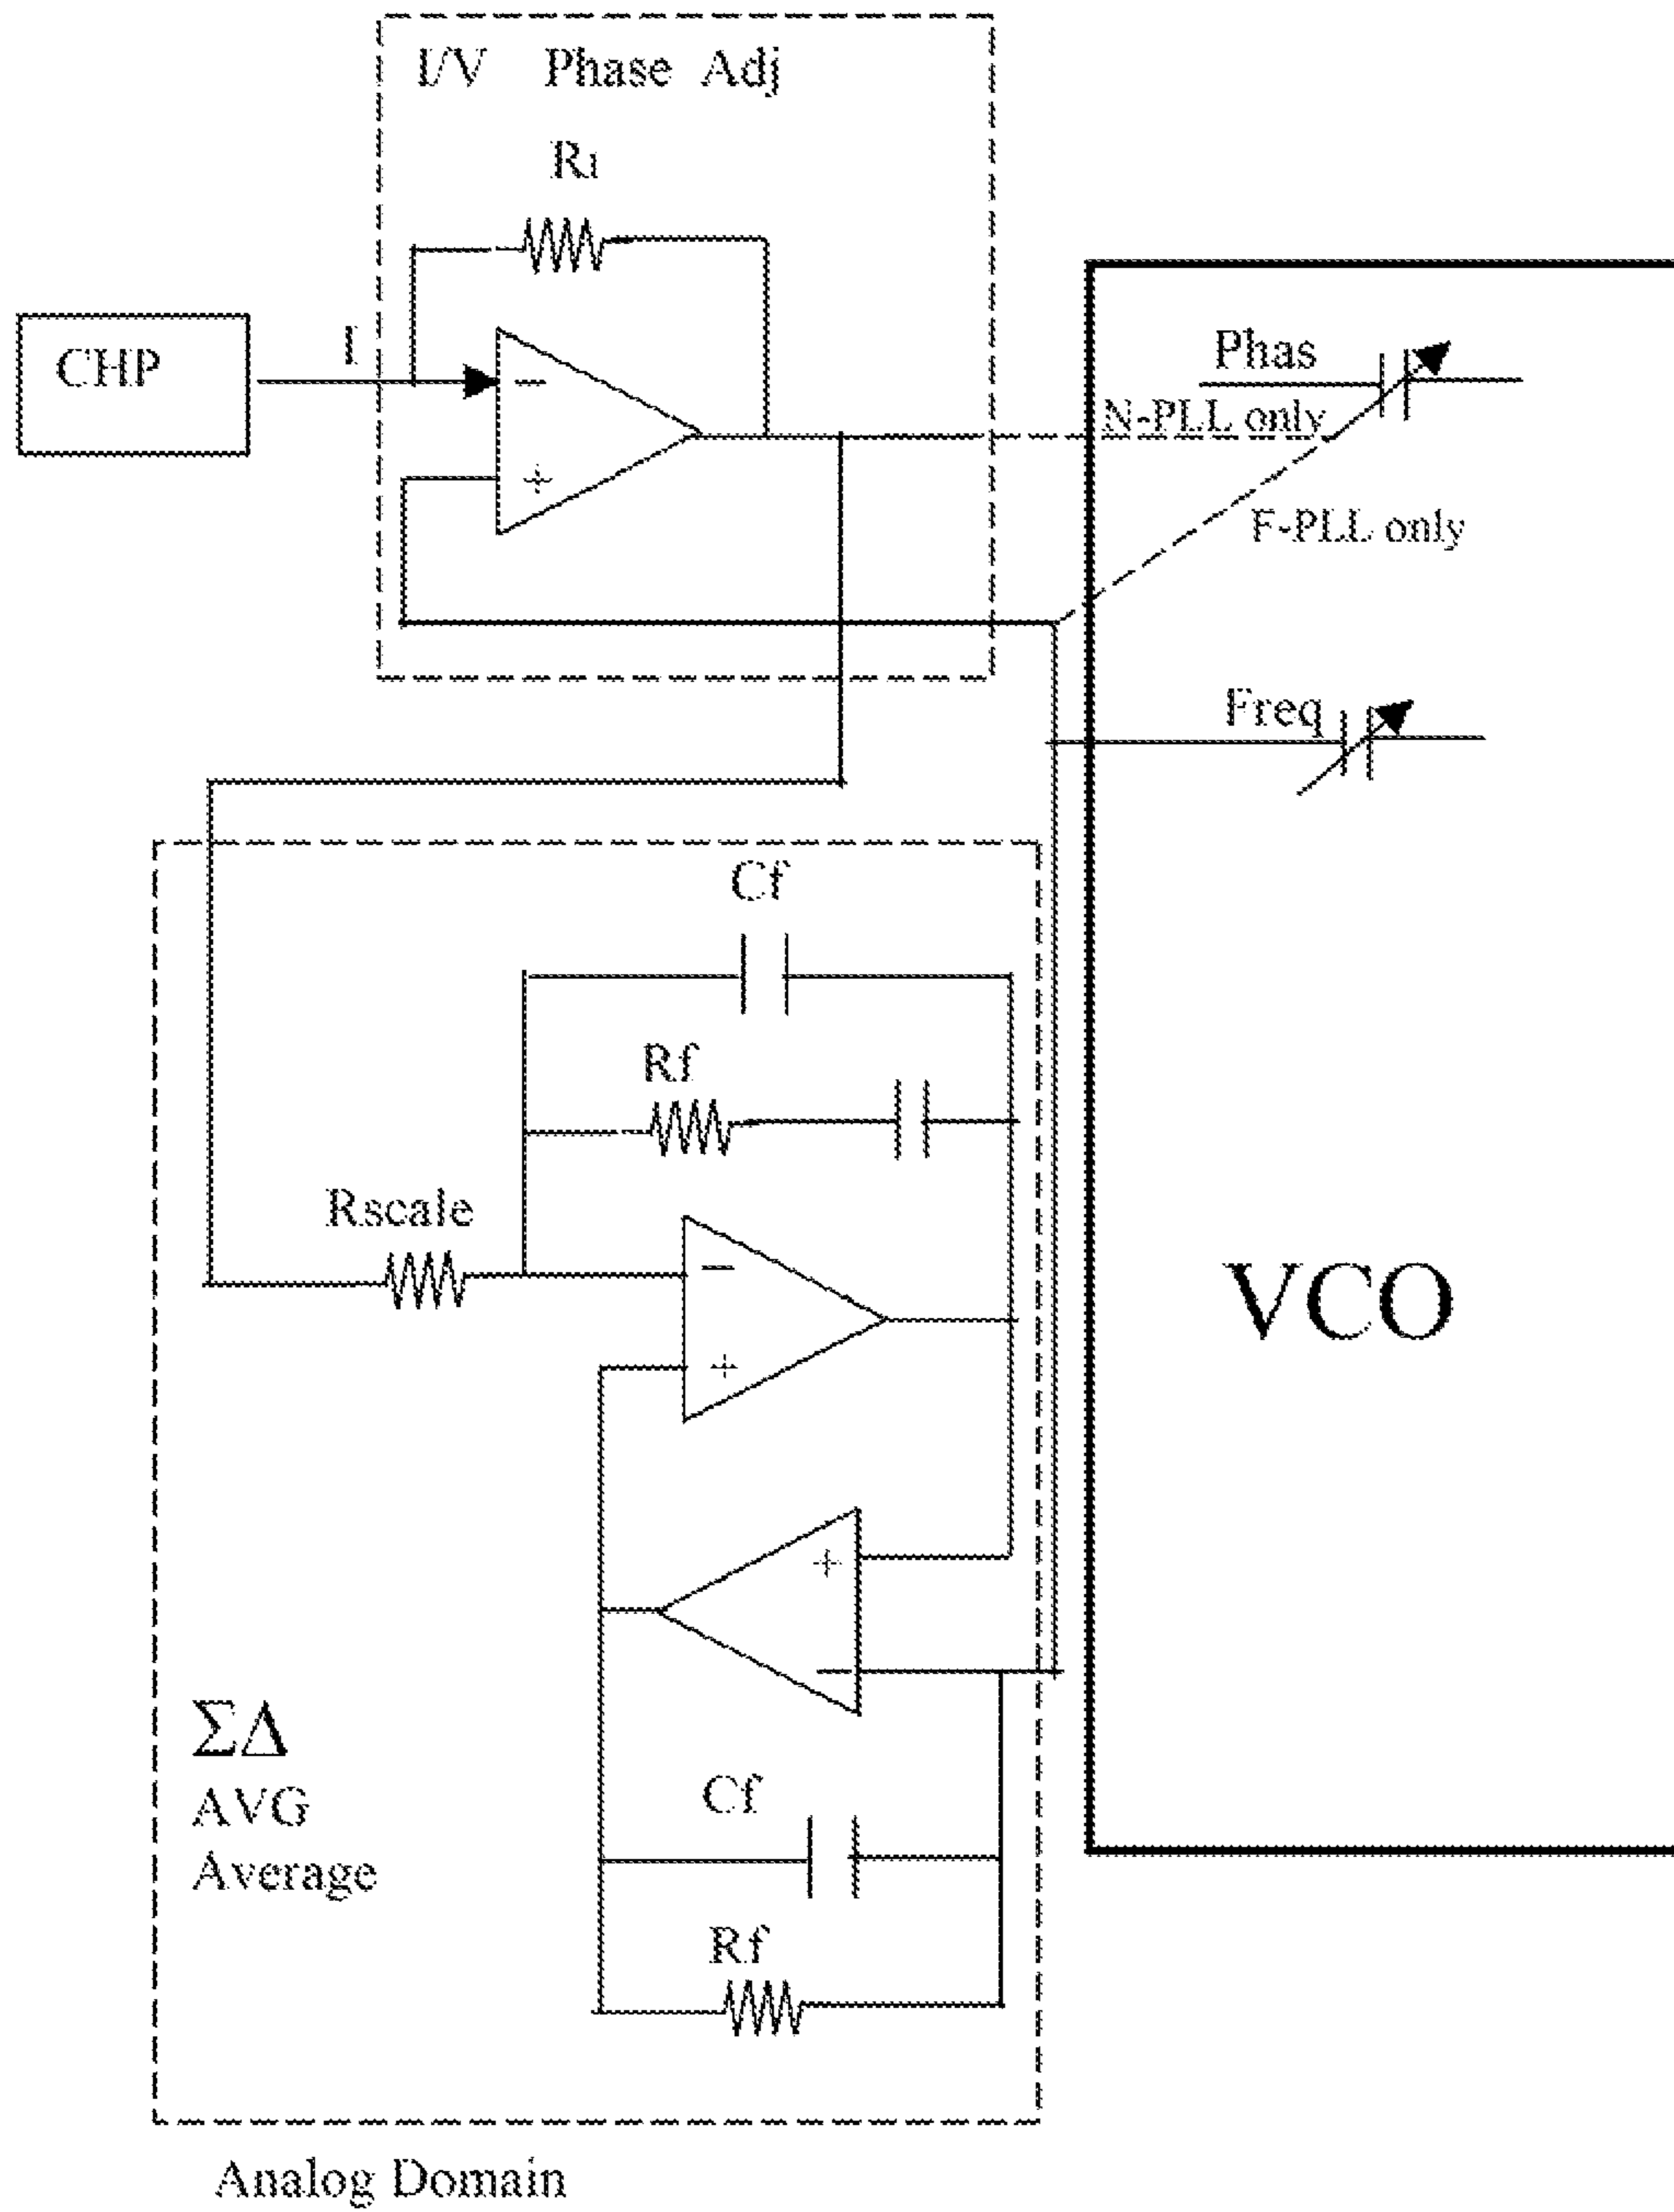 I/V Phase Adj
R1
CHP
I
−
+
Phas
N-PLL only
F-PLL only
Freq
Cf
Rf
Rscale
−
+
VCO
+
−
ΣΔ
AVG
Average
Cf
Rf
Analog Domain